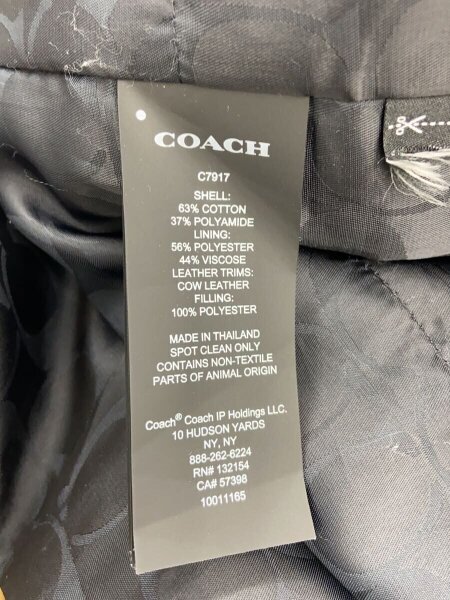 COACH
C7917
SHELL:
63% COTTON
37% POLYAMIDE
LINING:
56% POLYESTER
44% VISCOSE
LEATHER TRIMS:
COW LEATHER
FILLING:
100% POLYESTER
MADE IN THAILAND
SPOT CLEAN ONLY
CONTAINS NON-TEXTILE
PARTS OF ANIMAL ORIGIN
Coach® Coach IP Holdings LLC.
10 HUDSON YARDS
NY, NY
888-262-6224
RN# 132154
CA# 57398
10011165